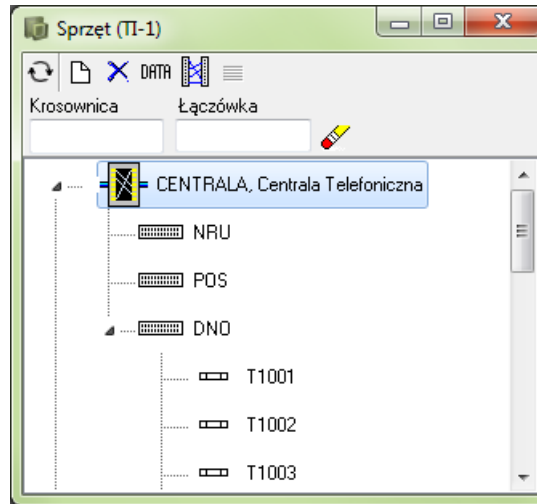 Sprzęt (TI-1)
DATA
Krosownica Łączówka
CENTRALA, Centrala Telefoniczna
NRU
POS
DNO
T1001
T1002
T1003